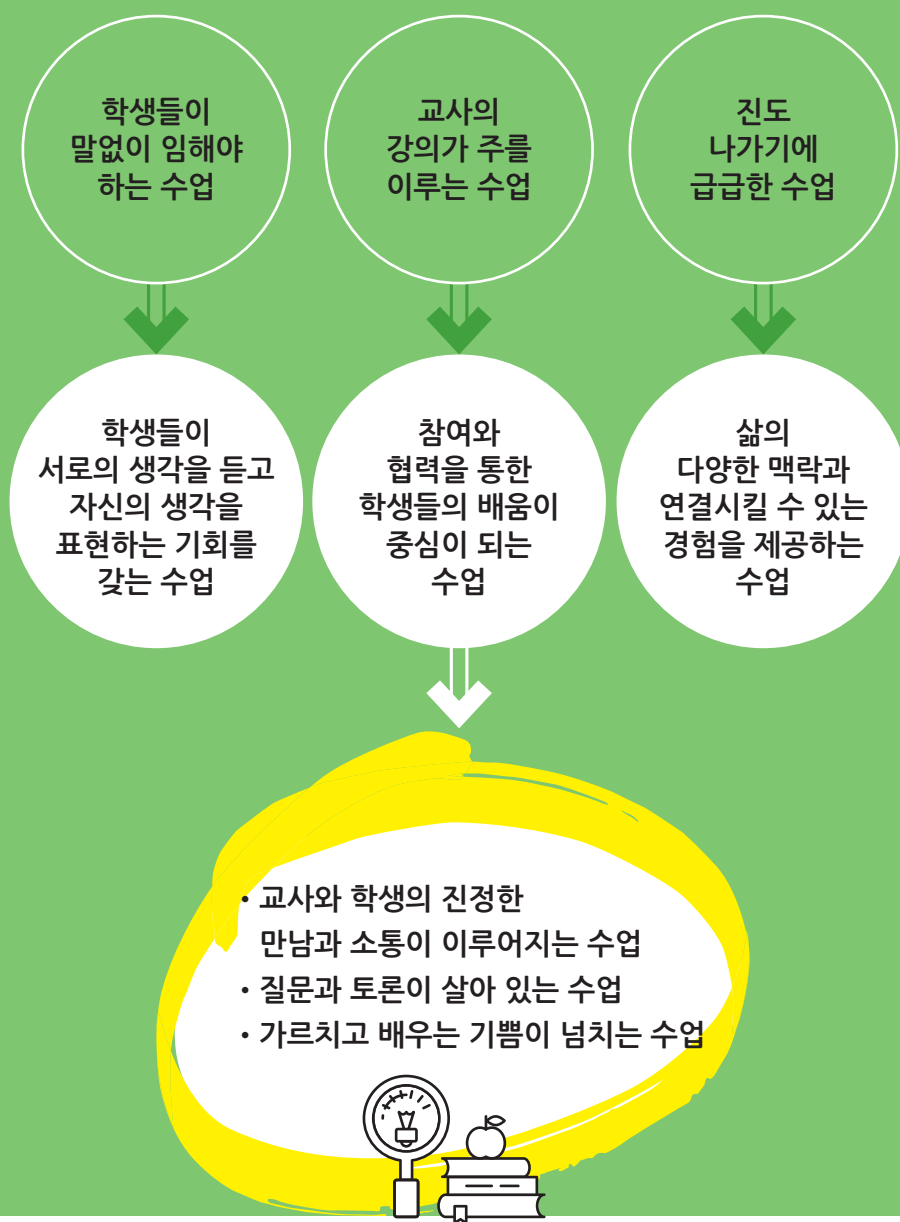 학생들이
말없이 임해야
하는 수업
교사의
강의가 주를
이루는 수업
진도
나가기에
급급한 수업
학생들이
서로의 생각을 듣고
자신의 생각을
표현하는 기회를
갖는 수업
참여와
협력을 통한
학생들의 배움이
중심이 되는
수업
삶의
다양한 맥락과
연결시킬 수 있는
경험을 제공하는
수업
• 교사와 학생의 진정한
만남과 소통이 이루어지는 수업
• 질문과 토론이 살아 있는 수업
• 가르치고 배우는 기쁨이 넘치는 수업